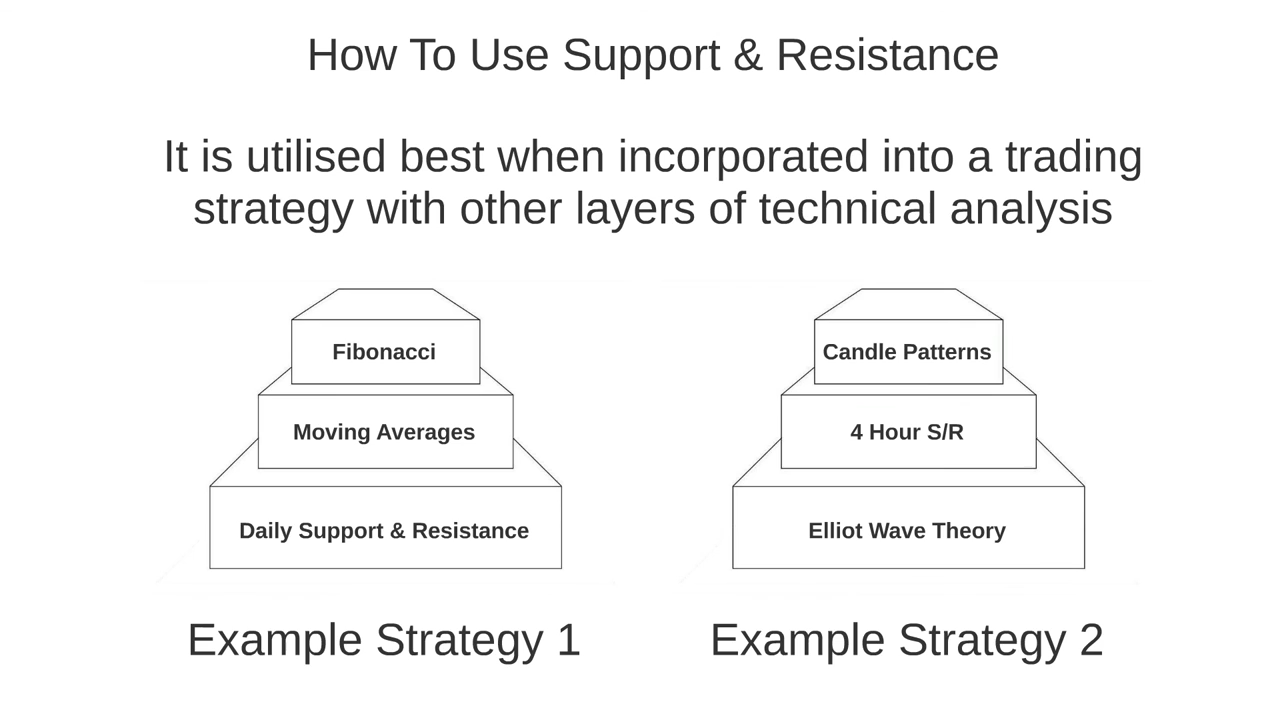 How To Use Support & Resistance
It is utilised best when incorporated into a trading
strategy with other layers of technical analysis
Fibonacci
Moving Averages
Daily Support & Resistance
Example Strategy 1
Candle Patterns
4 Hour S/R
Elliot Wave Theory
Example Strategy 2